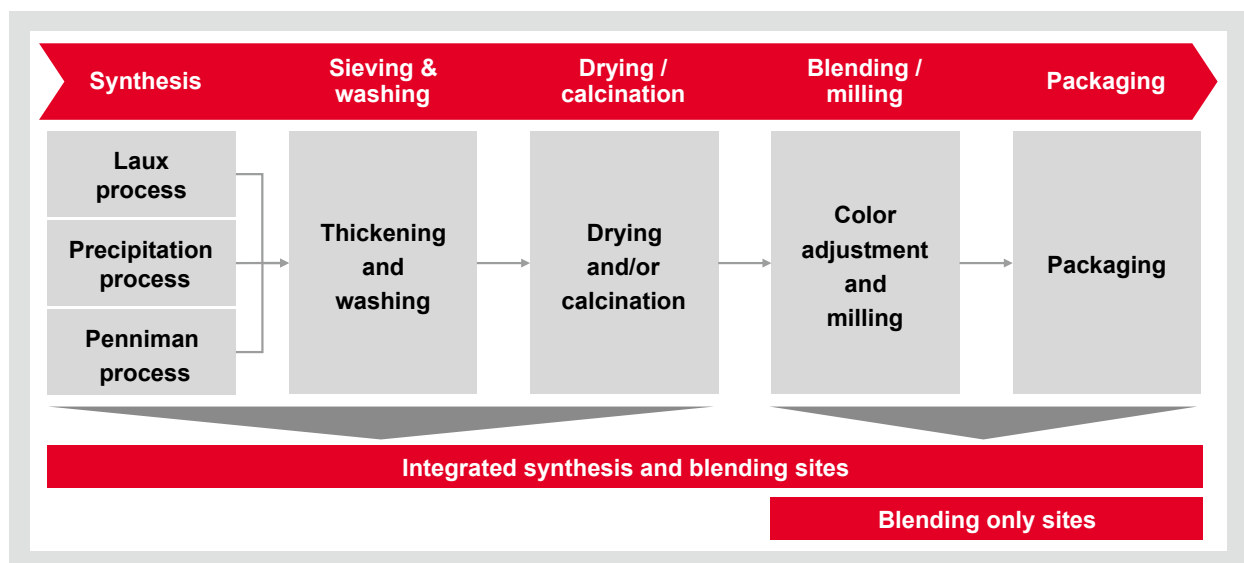 Synthesis
Sieving &
washing
Drying /
calcination
Blending /
milling
Packaging
Laux
process
Precipitation
process
Penniman
process
Thickening
and
washing
Drying
and/or
calcination
Color
adjustment
and
milling
Packaging
Integrated synthesis and blending sites
Blending only sites